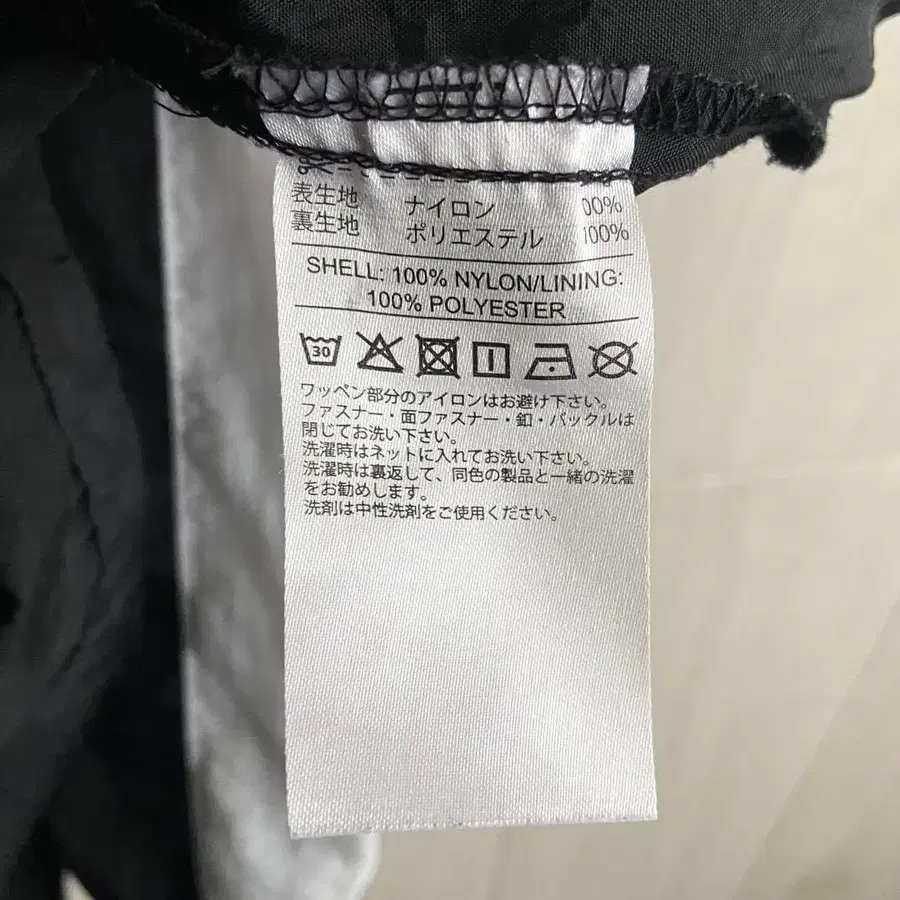 表生地 ナイロン 00%
裏生地 ポリエステル 100%
SHELL: 100% NYLON/LINING:
100% POLYESTER
30
ワッペン部分のアイロンはお避け下さい。
ファスナー・面ファスナー・釦・バックルは
閉じてお洗い下さい。
洗濯時はネットに入れてお洗い下さい。
洗濯時は裏返して、同色の製品と一緒の洗濯
をお勧めします。
洗剤は中性洗剤をご使用ください。